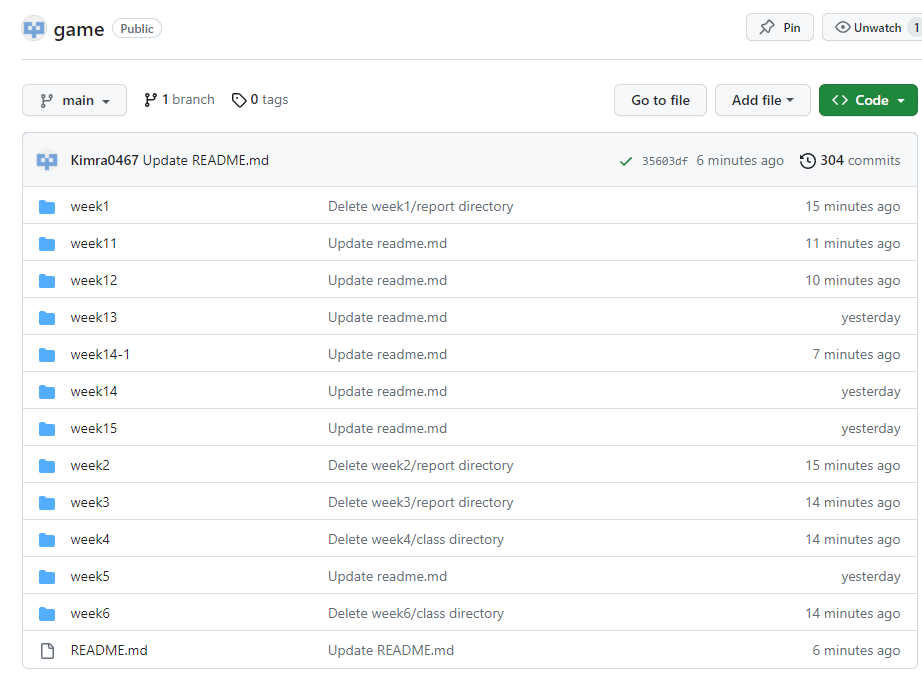 game Public Pin Unwatch 1
main 1 branch 0 tags Go to file Add file Code
Kimra0467 Update README.md 35603df 6 minutes ago 304 commits
week1 Delete week1/report directory 15 minutes ago
week11 Update readme.md 11 minutes ago
week12 Update readme.md 10 minutes ago
week13 Update readme.md yesterday
week14-1 Update readme.md 7 minutes ago
week14 Update readme.md yesterday
week15 Update readme.md yesterday
week2 Delete week2/report directory 15 minutes ago
week3 Delete week3/report directory 14 minutes ago
week4 Delete week4/class directory 14 minutes ago
week5 Update readme.md yesterday
week6 Delete week6/class directory 14 minutes ago
README.md Update README.md 6 minutes ago